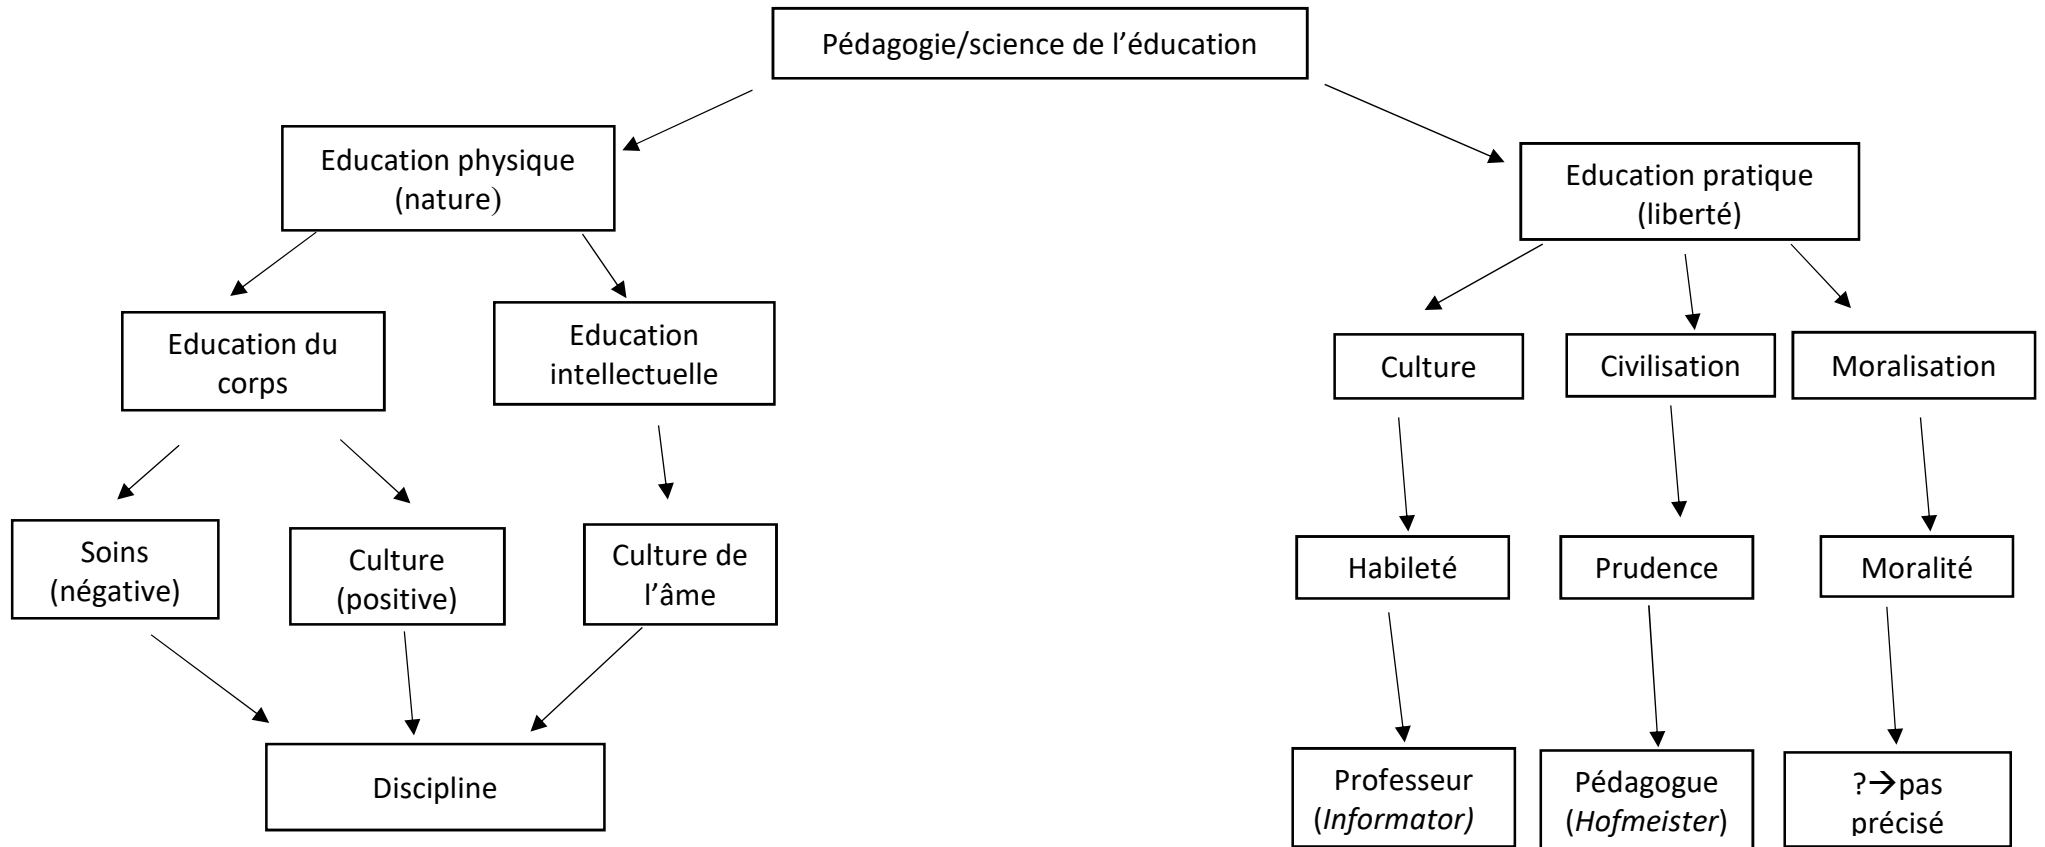 Pédagogie/science de l'éducation
Education physique
(nature)
Education pratique
(liberté)
Education du
corps
Education
intellectuelle
Culture
Civilisation
Moralisation
Soins
(négative)
Culture
(positive)
Culture de
l'âme
Habileté
Prudence
Moralité
Discipline
Professeur
(Informator)
Pédagogue
(Hofmeister)
?→pas
précisé